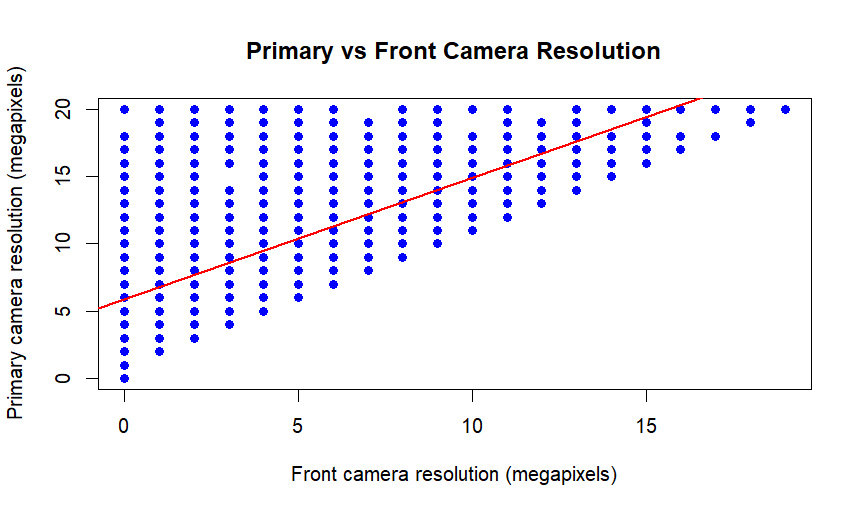 Primary vs Front Camera Resolution
Primary camera resolution (megapixels)
20
15
10
5
0
0 5 10 15
Front camera resolution (megapixels)